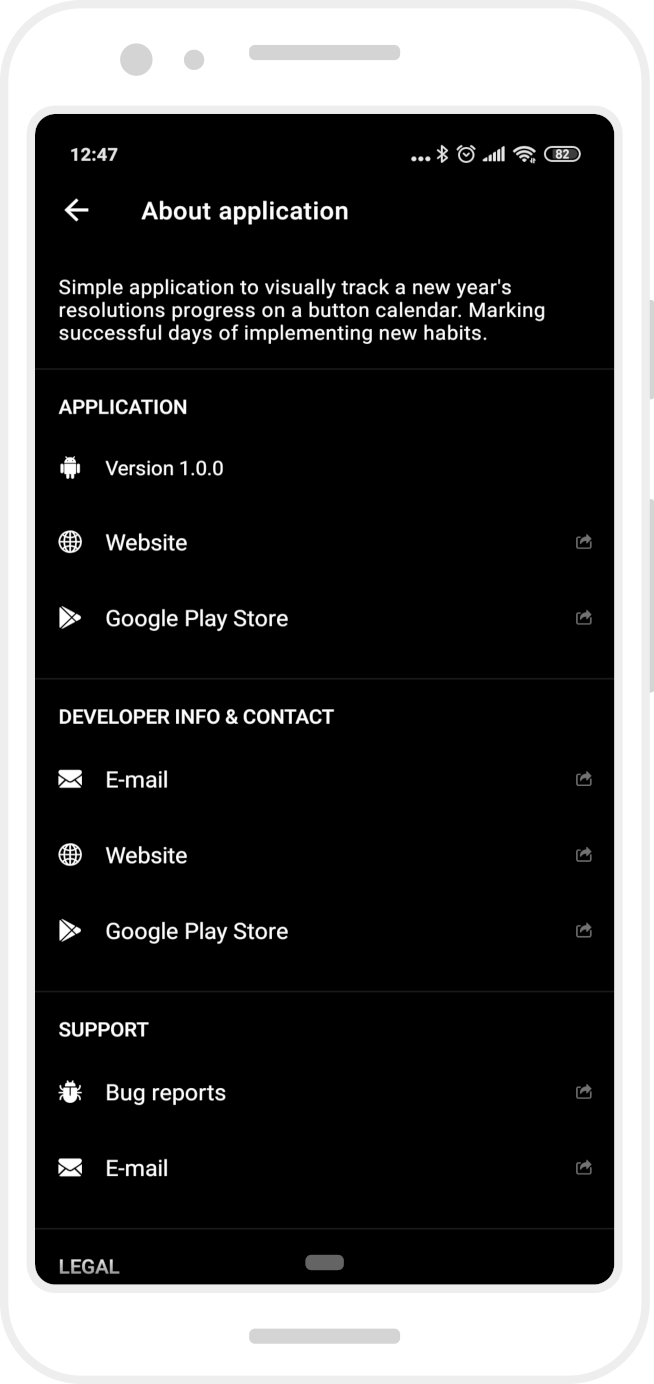 12:47
82
About application
Simple application to visually track a new year's
resolutions progress on a button calendar. Marking
successful days of implementing new habits.
APPLICATION
Version 1.0.0
Website
Google Play Store
DEVELOPER INFO & CONTACT
E-mail
Website
Google Play Store
SUPPORT
Bug reports
E-mail
LEGAL